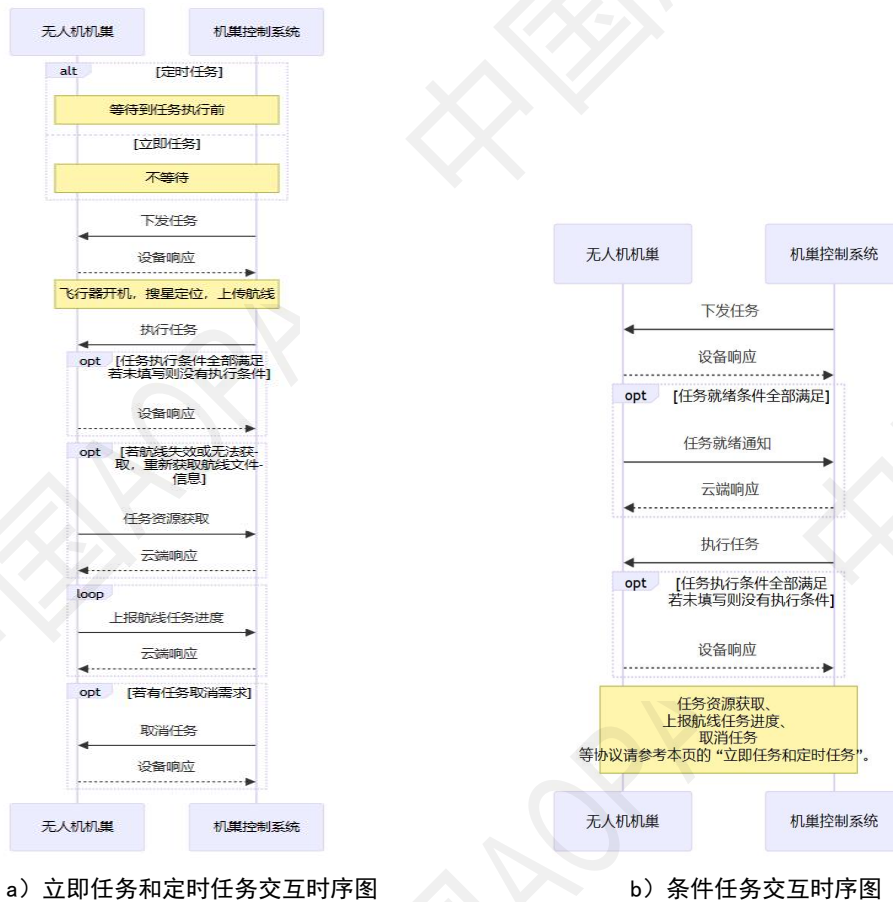 无人机机巢
机巢控制系统
alt
[定时任务]
等待到任务执行前
[立即任务]
不等待
下发任务
设备响应
飞行器开机，搜星定位，上传航线
执行任务
opt
[任务执行条件全部满足
若未填写则没有执行条件]
设备响应
opt
[若航线失效或无法获-
取，重新获取航线文件-
信息]
任务资源获取
云端响应
loop
上报航线任务进度
云端响应
opt
[若有任务取消需求]
取消任务
设备响应
无人机机巢
机巢控制系统
a）立即任务和定时任务交互时序图
无人机机巢
机巢控制系统
下发任务
设备响应
opt
[任务就绪条件全部满足]
任务就绪通知
云端响应
执行任务
opt
[任务执行条件全部满足
若未填写则没有执行条件]
设备响应
任务资源获取、
上报航线任务进度、
取消任务
等协议请参考本页的“立即任务和定时任务”。
无人机机巢
机巢控制系统
b）条件任务交互时序图
中国AOPA